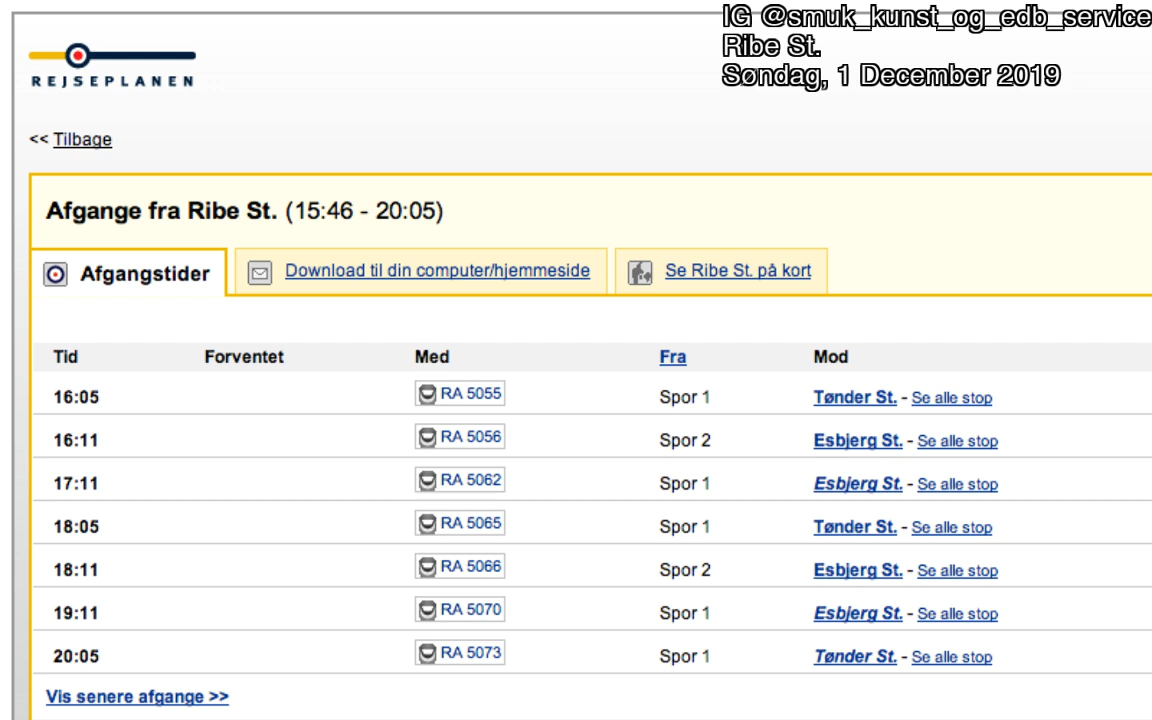 IG @smuk_kunst_og_edb_service
Ribe St.
Søndag, 1 December 2019
REJSEPLANEN
<< Tilbage
Afgange fra Ribe St. (15:46 - 20:05)
Afgangstider Download til din computer/hjemmeside Se Ribe St. på kort
Tid Forventet Med Fra Mod
16:05 RA 5055 Spor 1 Tønder St. - Se alle stop
16:11 RA 5056 Spor 2 Esbjerg St. - Se alle stop
17:11 RA 5062 Spor 1 Esbjerg St. - Se alle stop
18:05 RA 5065 Spor 1 Tønder St. - Se alle stop
18:11 RA 5066 Spor 2 Esbjerg St. - Se alle stop
19:11 RA 5070 Spor 1 Esbjerg St. - Se alle stop
20:05 RA 5073 Spor 1 Tønder St. - Se alle stop
Vis senere afgange >>